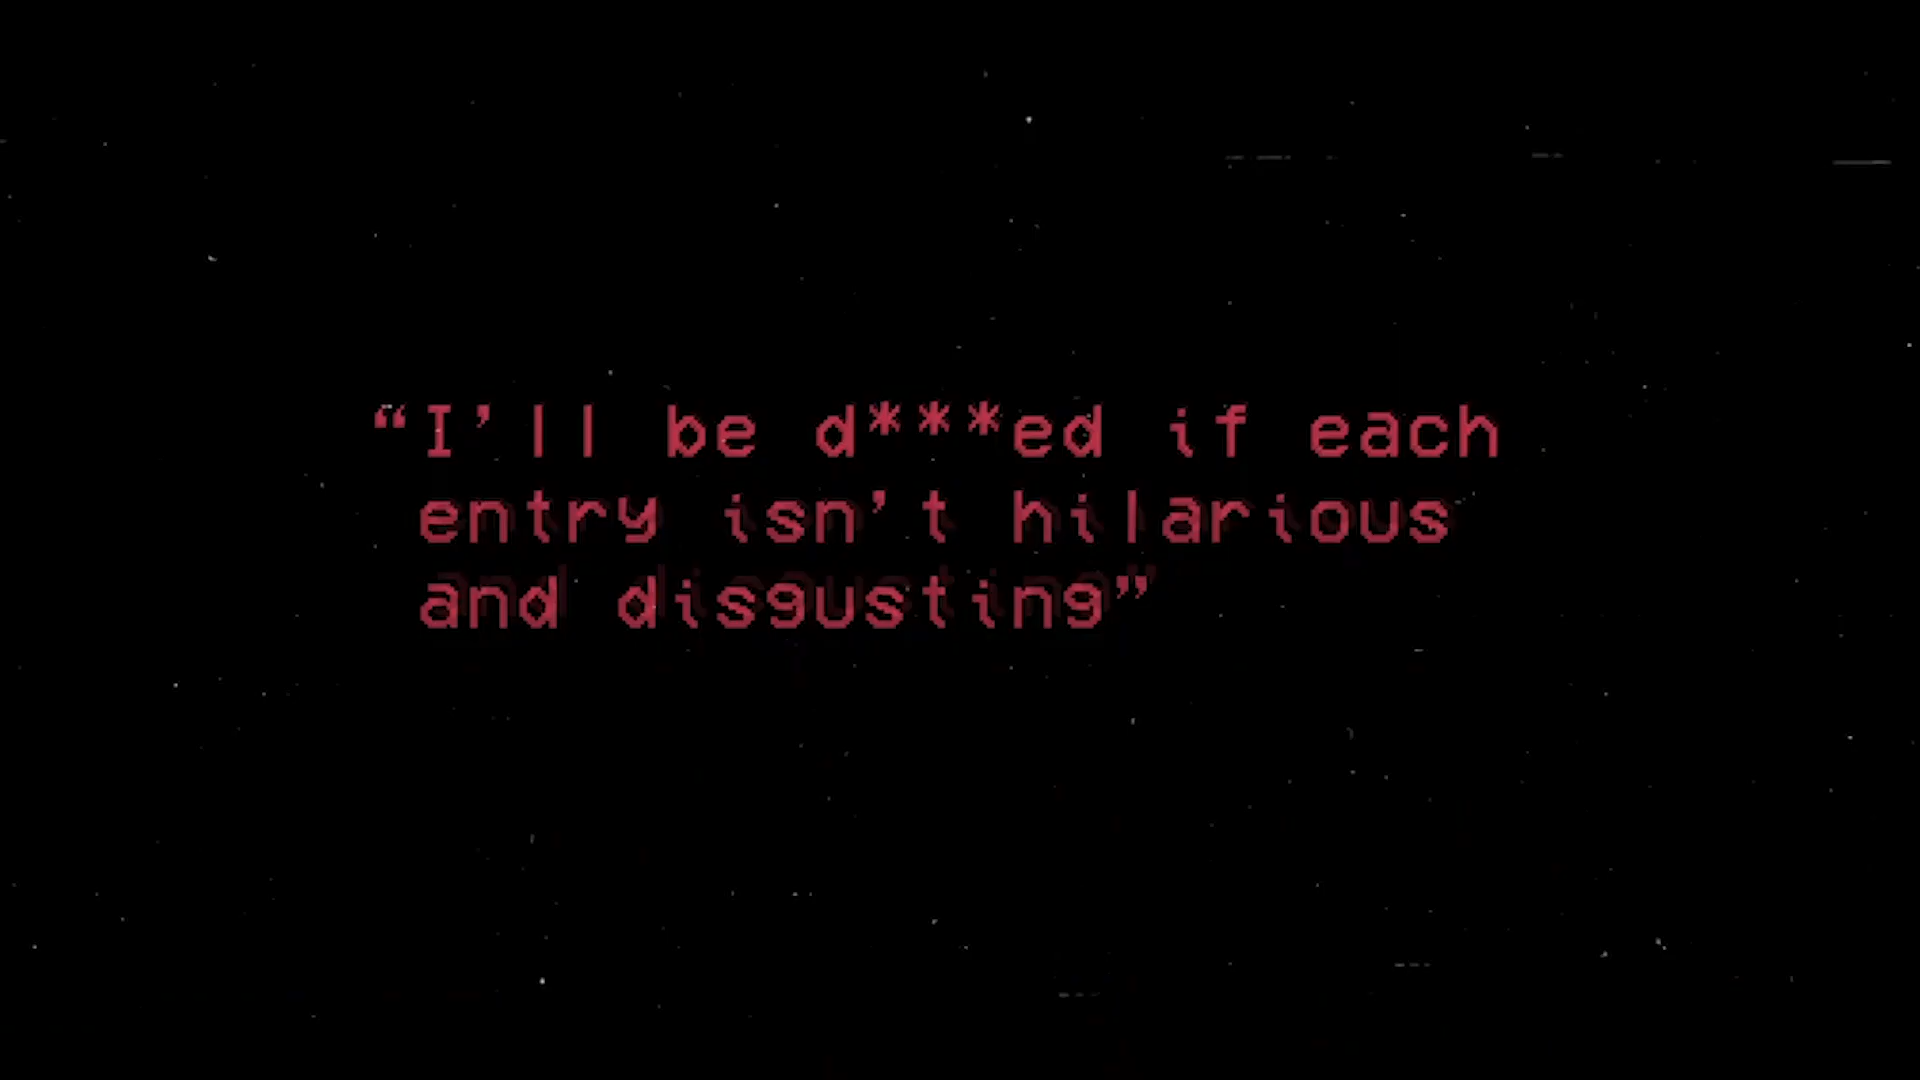 “I’ll be d***ed if each
entry isn’t hilarious
and disgusting”